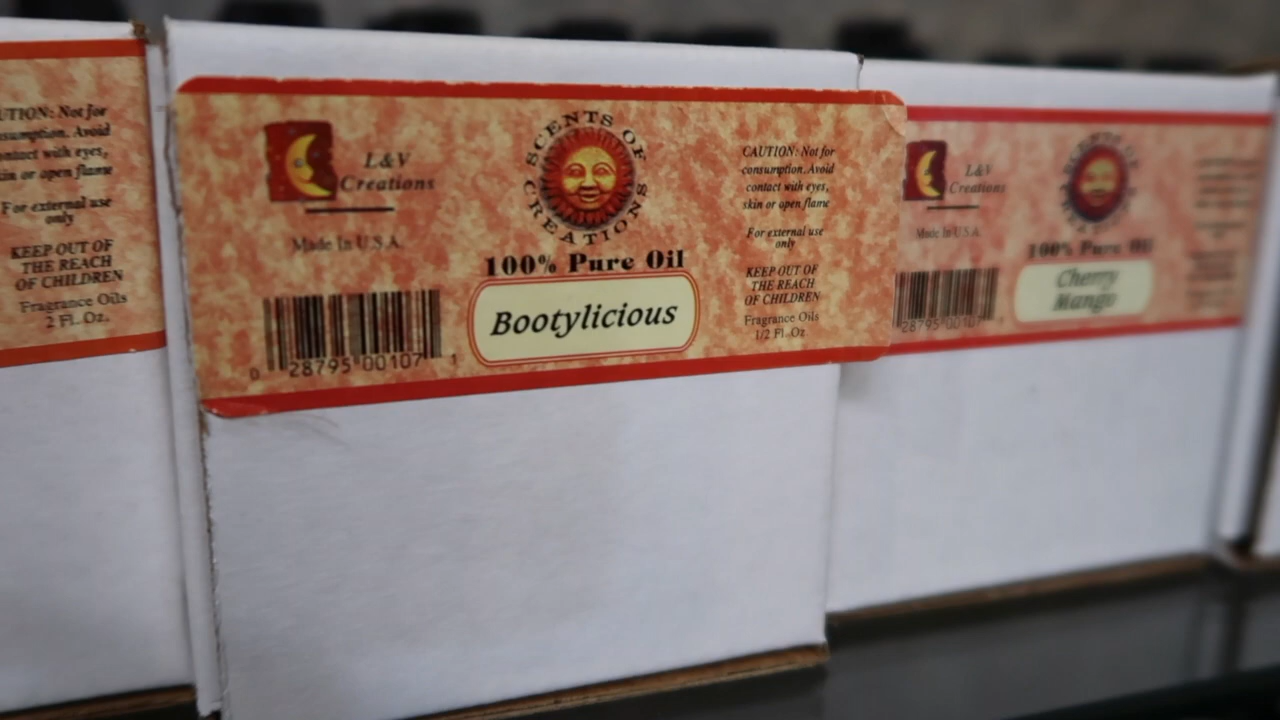 UTION: Not for
sumption. Avoid
ontact with eyes,
kin or open flame
For external use
only
KEEP OUT OF
THE REACH
OF CHILDREN
Fragrance Oils
2 Fl. Oz.
L&V
Creations
Made In U.S.A.
0 28795 00107 1
SCENTS OF
CREATIONS
100% Pure Oil
Bootylicious
CAUTION: Not for
consumption. Avoid
contact with eyes,
skin or open flame
For external use
only
KEEP OUT OF
THE REACH
OF CHILDREN
Fragrance Oils
1/2 Fl. Oz.
L&V
Creations
Made In U.S.A.
28795 00107
100% Pure Oil
Cherry
Mango